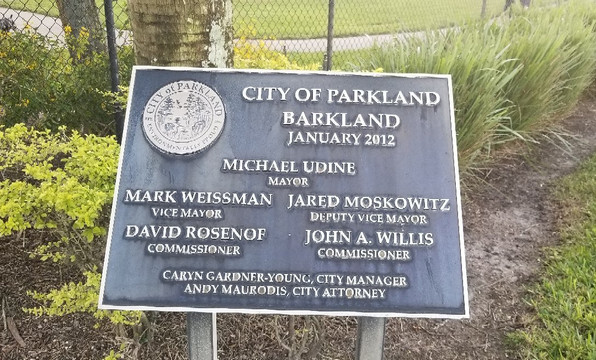 CITY OF PARKLAND
CITY OF PARKLAND
BARKLAND
JANUARY 2012
MICHAEL UDINE
MAYOR
MARK WEISSMAN JARED MOSKOWITZ
VICE MAYOR DEPUTY VICE MAYOR
DAVID ROSENOF JOHN A. WILLIS
COMMISSIONER COMMISSIONER
CARYN GARDNER-YOUNG, CITY MANAGER
ANDY MAURODIS, CITY ATTORNEY